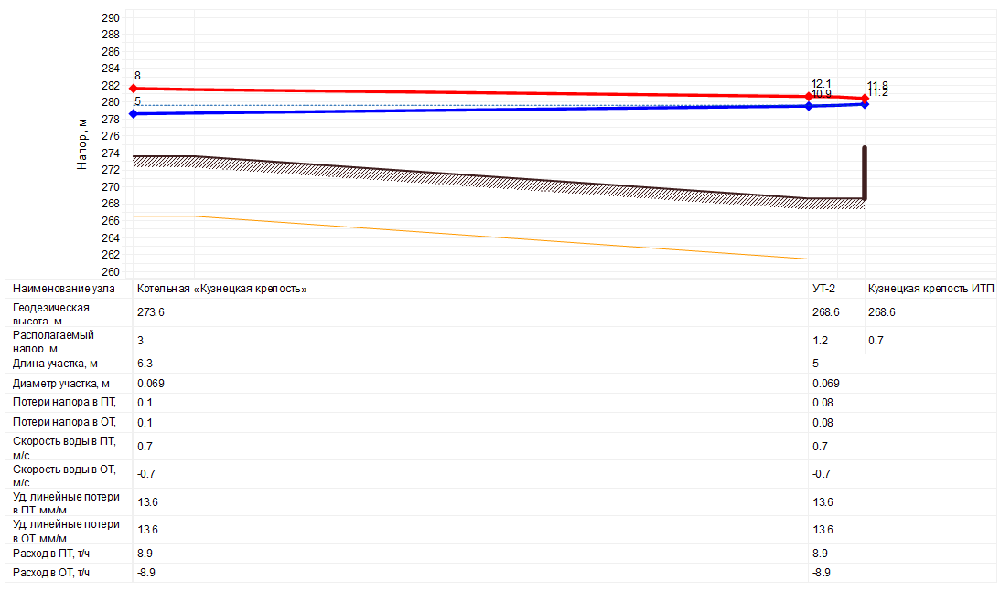 290
288
286
284
282
280
278
276
274
272
270
268
266
264
262
260
Напор, м
8
5
12.1
10.9
11.8
11.2
Наименование узла Котельная «Кузнецкая крепость» УТ-2 Кузнецкая крепость ИТП
Геодезическая
высота, м 273.6 268.6 268.6
Располагаемый
напор, м 3 1.2 0.7
Длина участка, м 6.3 5
Диаметр участка, м 0.069 0.069
Потери напора в ПТ, 0.1 0.08
Потери напора в ОТ, 0.1 0.08
Скорость воды в ПТ,
м/с 0.7 0.7
Скорость воды в ОТ,
м/с -0.7 -0.7
Уд. линейные потери
в ПТ, мм/м 13.6 13.6
Уд. линейные потери
в ОТ, мм/м 13.6 13.6
Расход в ПТ, т/ч 8.9 8.9
Расход в ОТ, т/ч -8.9 -8.9